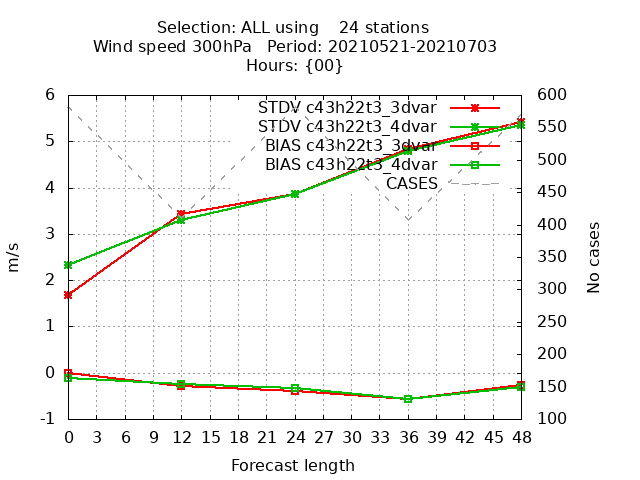 Selection: ALL using    24 stations
Wind speed 300hPa   Period: 20210521-20210703
Hours: {00}
STDV c43h22t3_3dvar
STDV c43h22t3_4dvar
BIAS c43h22t3_3dvar
BIAS c43h22t3_4dvar
CASES
6
5
4
3
2
1
0
-1
m/s
600
550
500
450
400
350
300
250
200
150
100
No cases
0 3 6 9 12 15 18 21 24 27 30 33 36 39 42 45 48
Forecast length